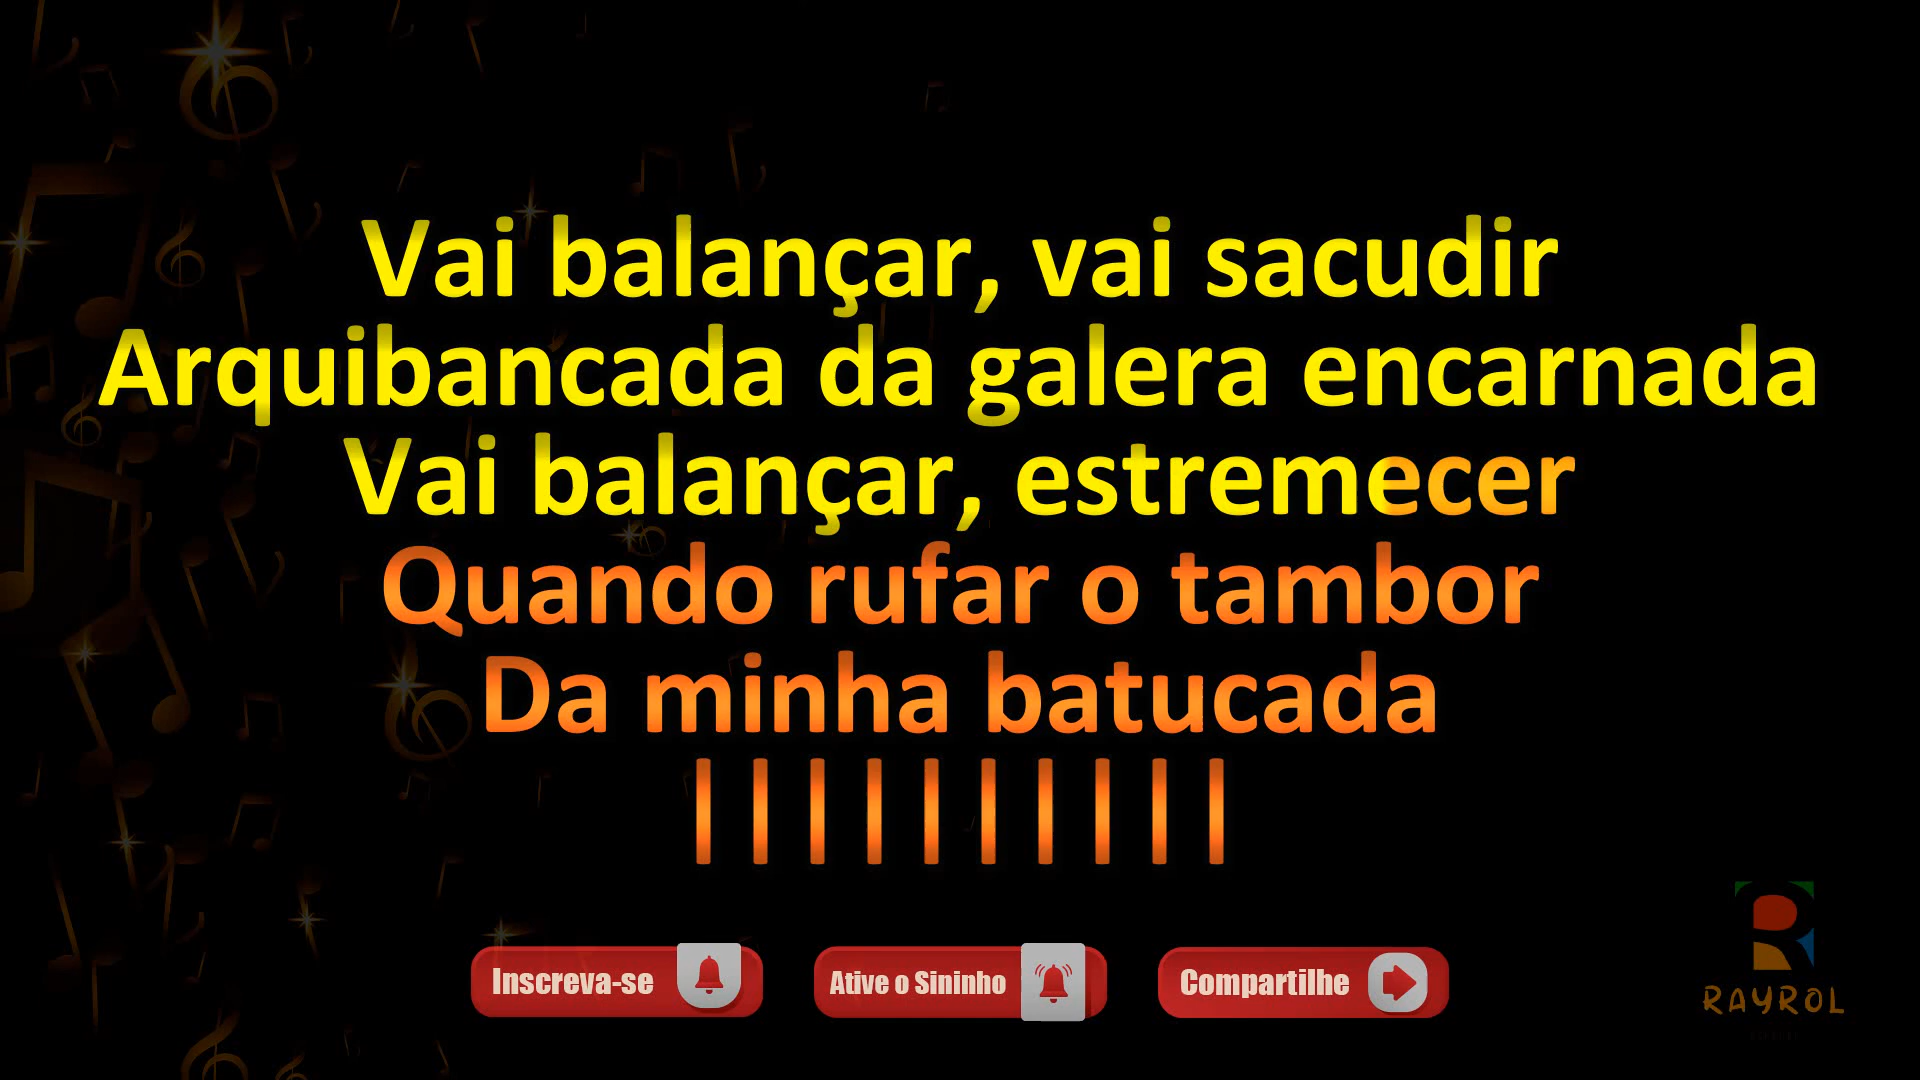 Vai balançar, vai sacudir
Arquibancada da galera encarnada
Vai balançar, estremecer
Quando rufar o tambor
Da minha batucada
| | | | | | | | | |
Inscreva-se
Ative o Sininho
Compartilhe
RAYROL